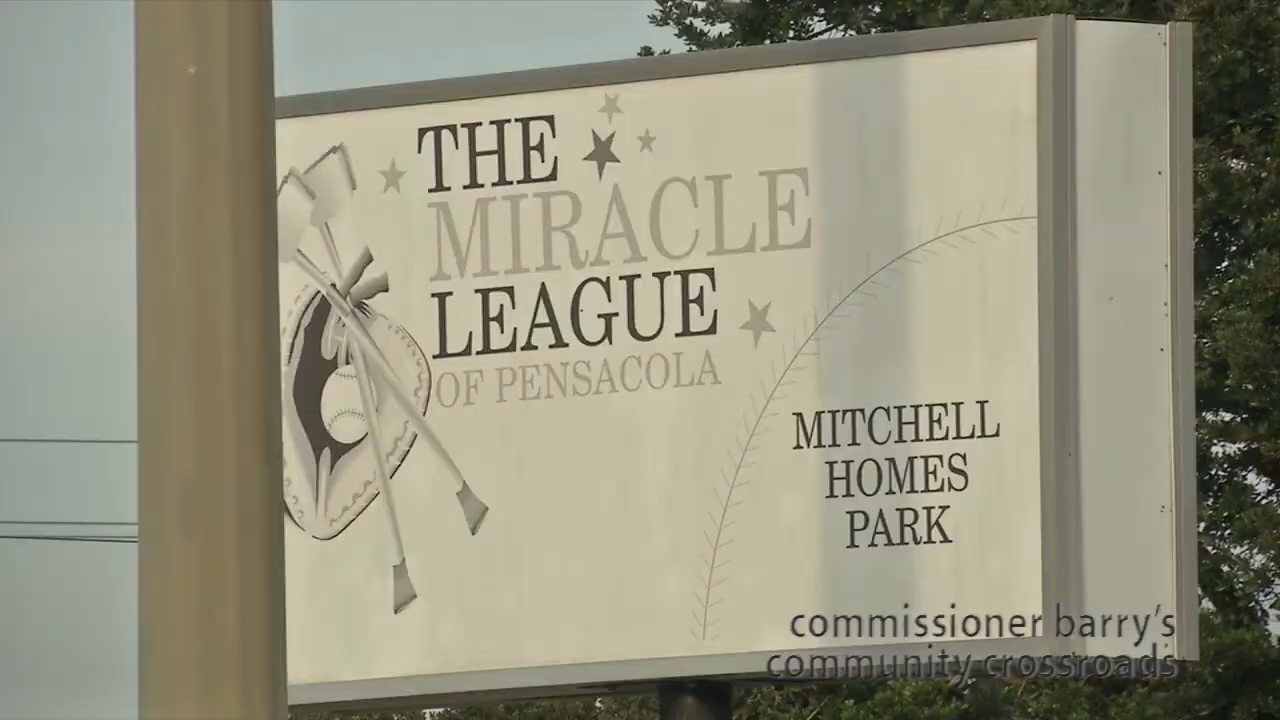 THE
MIRACLE
LEAGUE
OF PENSACOLA
MITCHELL
HOMES
PARK
commissioner barry's
community crossroads